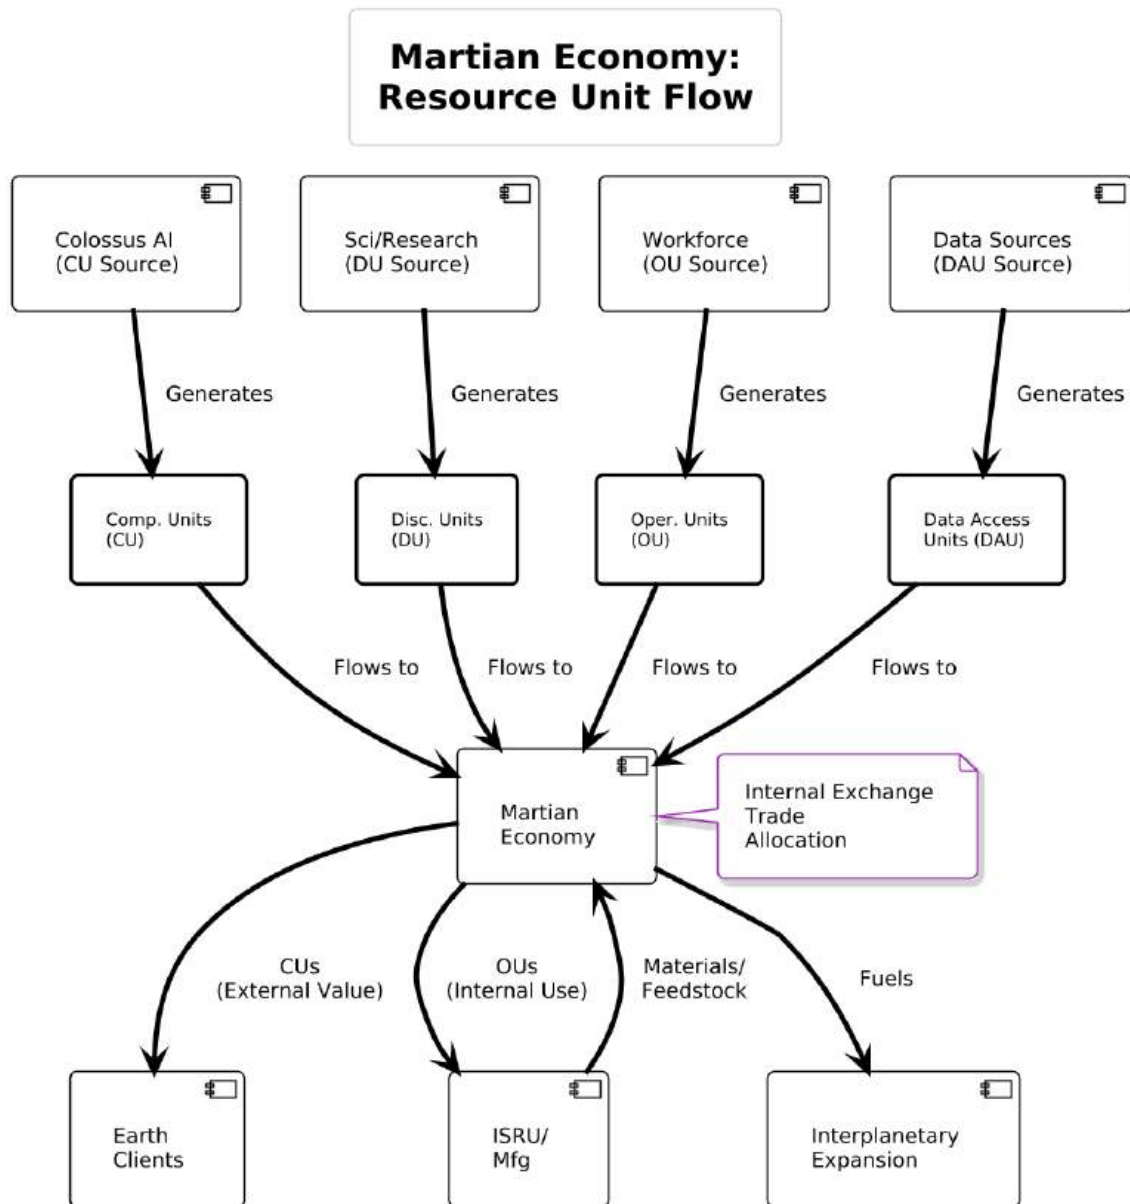 Martian Economy:
Resource Unit Flow
Colossus AI
(CU Source)
Sci/Research
(DU Source)
Workforce
(OU Source)
Data Sources
(DAU Source)
Generates
Generates
Generates
Generates
Comp. Units
(CU)
Disc. Units
(DU)
Oper. Units
(OU)
Data Access
Units (DAU)
Flows to
Flows to
Flows to
Flows to
Martian
Economy
Internal Exchange
Trade
Allocation
CUs
(External Value)
OUs
(Internal Use)
Materials/
Feedstock
Fuels
Earth
Clients
ISRU/
Mfg
Interplanetary
Expansion